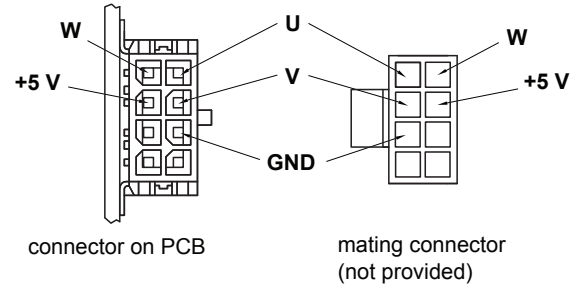 W
U
W
+5 V
V
+5 V
GND
connector on PCB
mating connector
(not provided)